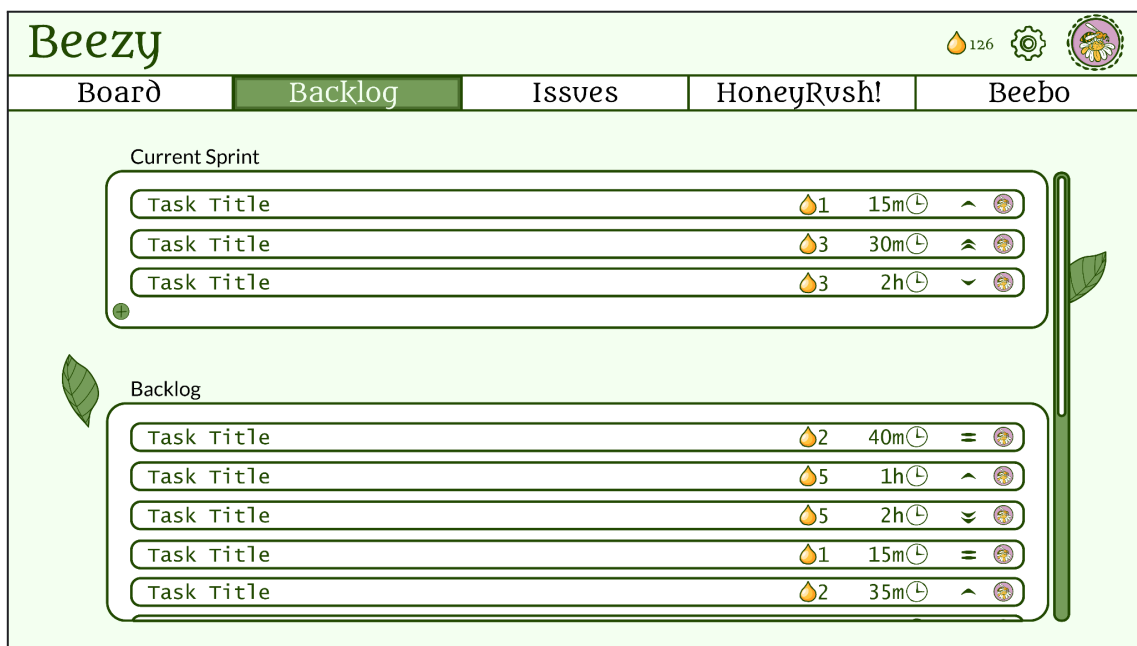 Beezy
126
Board Backlog Issues HoneyRush! Beebo
Current Sprint
Task Title 1 15m
Task Title 3 30m
Task Title 3 2h
Backlog
Task Title 2 40m
Task Title 5 1h
Task Title 5 2h
Task Title 1 15m
Task Title 2 35m